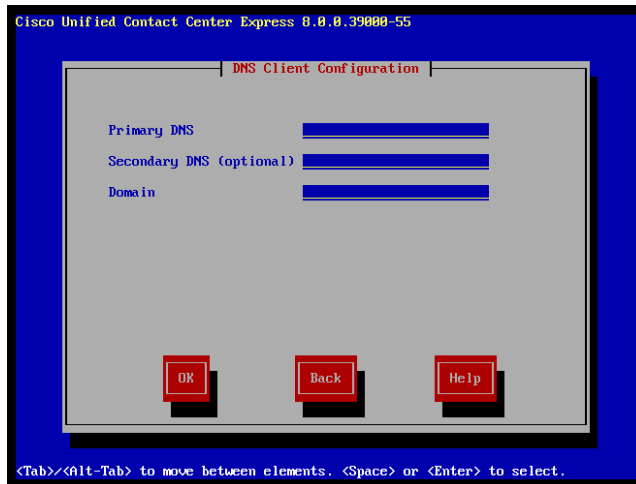 Cisco Unified Contact Center Express 8.0.0.39000-55
DNS Client Configuration
Primary DNS
Secondary DNS (optional)
Domain
OK
Back
Help
<Tab>/<Alt-Tab> to move between elements. <Space> or <Enter> to select.